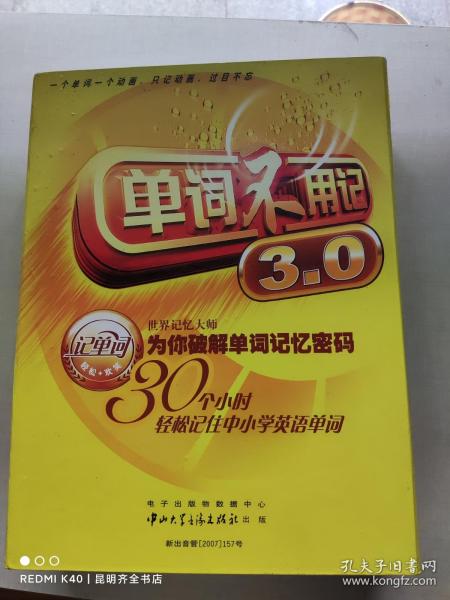 一个单词一个动画，只记动画，过目不忘
单词不用记
3.0
世界记忆大师
记单词
轻松+欢笑
为你破解单词记忆密码
30个小时
轻松记住中小学英语单词
电子出版物数据中心
中山大学音像出版社 出版
新出音管[2007]157号
REDMI K40 | 昆明齐全书店
孔夫子旧书网
www.kongfz.com